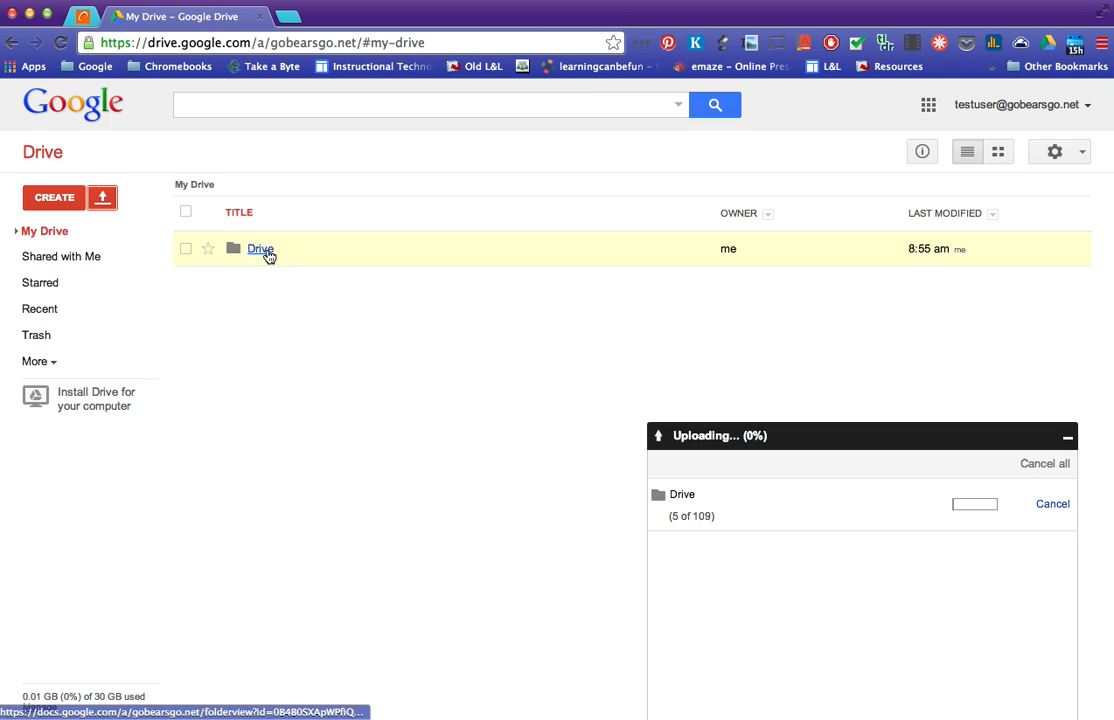 My Drive – Google Drive
https://drive.google.com/a/gobearsgo.net/#my-drive
15h
Apps Google Chromebooks Take a Byte Instructional Techno Old L&L learningcanbefun - emaze - Online Pres L&L Resources » Other Bookmarks
Google
testuser@gobearsgo.net
Drive
CREATE
My Drive
Shared with Me
Starred
Recent
Trash
More
Install Drive for
your computer
My Drive
TITLE OWNER LAST MODIFIED
Drive me 8:55 am me
Uploading... (0%)
Cancel all
Drive
(5 of 109)
Cancel
0.01 GB (0%) of 30 GB used
https://docs.google.com/a/gobearsgo.net/folderview?id=0B4B0SXApWPfiQ...